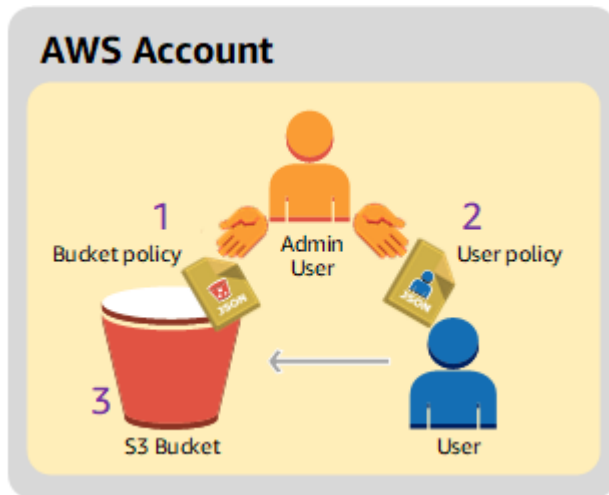 AWS Account
1
2
Bucket policy
Admin
User
User policy
JSON
JSON
3
S3 Bucket
User